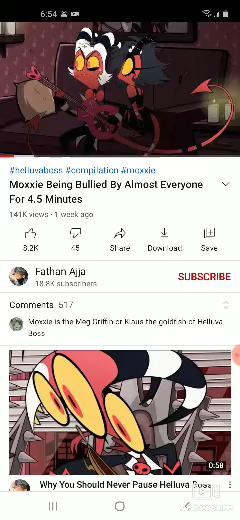 6:54
#helluvaboss #compilation #moxxie
Moxxie Being Bullied By Almost Everyone
For 4.5 Minutes
141K views · 1 week ago
8.2K 45 Share Download Save
Fathan Ajja
18.8K subscribers
SUBSCRIBE
Comments 517
Moxxie is the Meg Griffin or Klaus the goldfish of Helluva
Boss
0:58
Why You Should Never Pause Helluva Boss